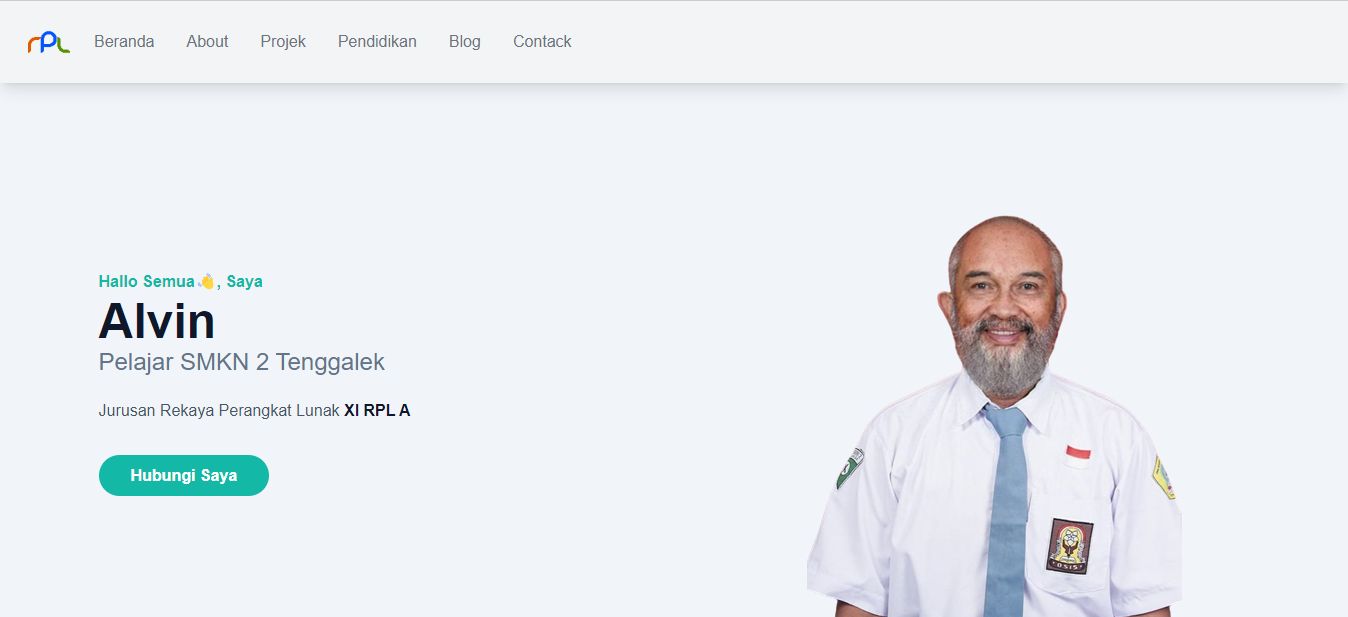 rPL Beranda About Projek Pendidikan Blog Contack
Hallo Semua👋, Saya
Alvin
Pelajar SMKN 2 Tenggalek
Jurusan Rekaya Perangkat Lunak XI RPL A
Hubungi Saya
OSIS